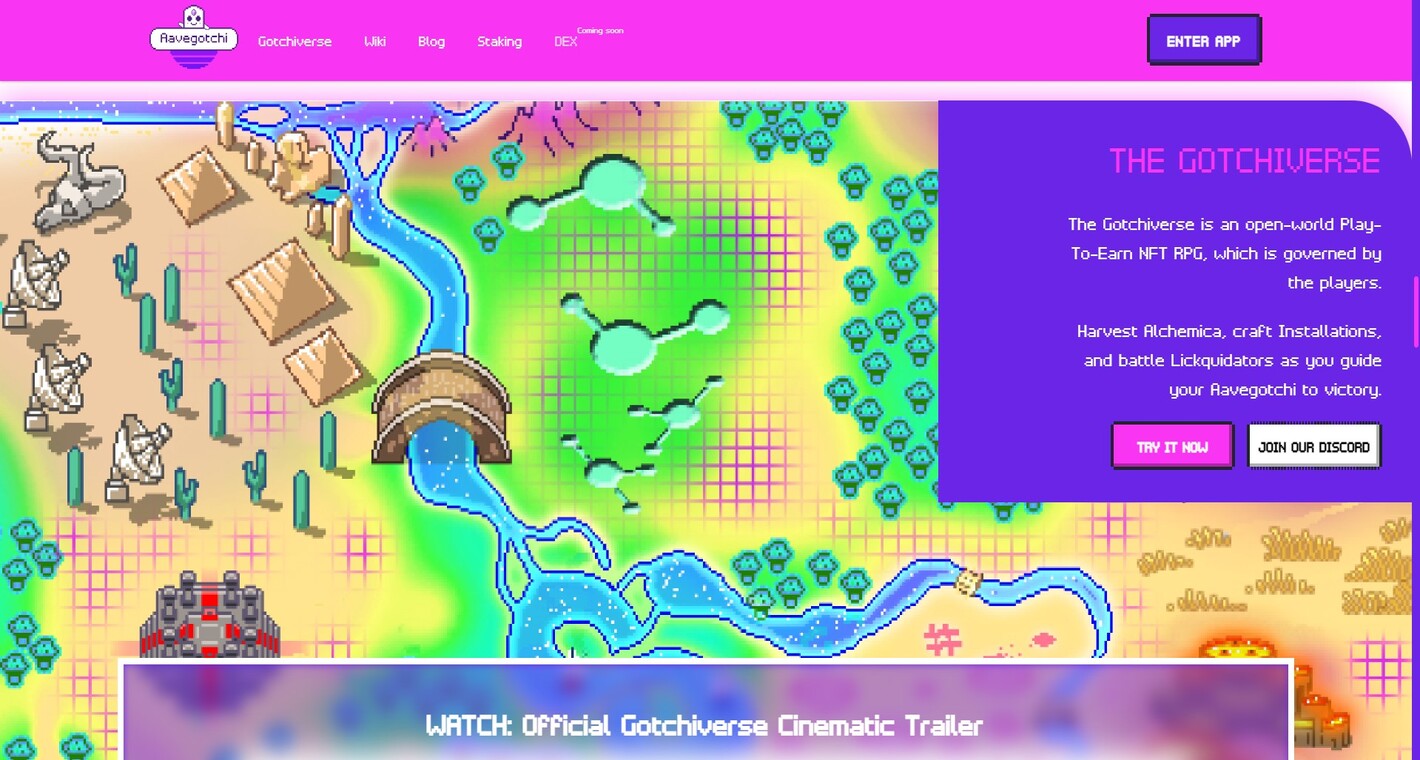 Aavegotchi
Gotchiverse Wiki Blog Staking DEX Coming soon
ENTER APP
THE GOTCHIVERSE
The Gotchiverse is an open-world Play-
To-Earn NFT RPG, which is governed by
the players.
Harvest Alchemica, craft Installations,
and battle Lickquidators as you guide
your Aavegotchi to victory.
TRY IT NOW
JOIN OUR DISCORD
WATCH: Official Gotchiverse Cinematic Trailer